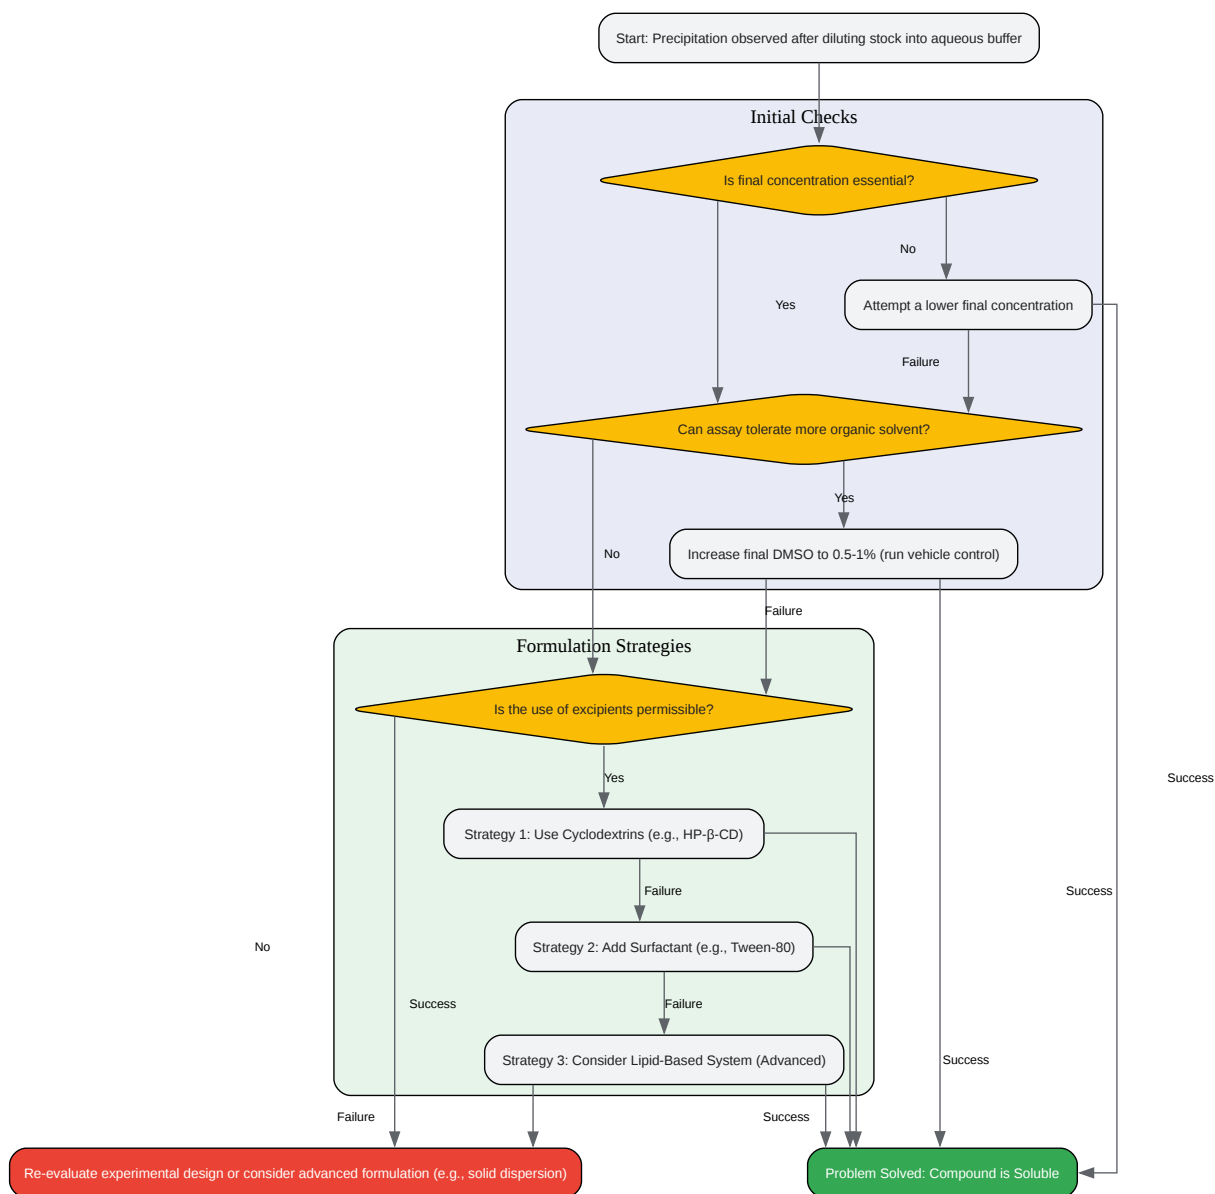 Start: Precipitation observed after diluting stock into aqueous buffer
Initial Checks
Is final concentration essential?
No
Yes
Attempt a lower final concentration
Failure
Can assay tolerate more organic solvent?
Yes
No
Increase final DMSO to 0.5-1% (run vehicle control)
Failure
Formulation Strategies
Is the use of excipients permissible?
Yes
Success
Strategy 1: Use Cyclodextrins (e.g., HP-β-CD)
Failure
Success
No
Strategy 2: Add Surfactant (e.g., Tween-80)
Success
Failure
Strategy 3: Consider Lipid-Based System (Advanced)
Success
Failure
Success
Re-evaluate experimental design or consider advanced formulation (e.g., solid dispersion)
Problem Solved: Compound is Soluble